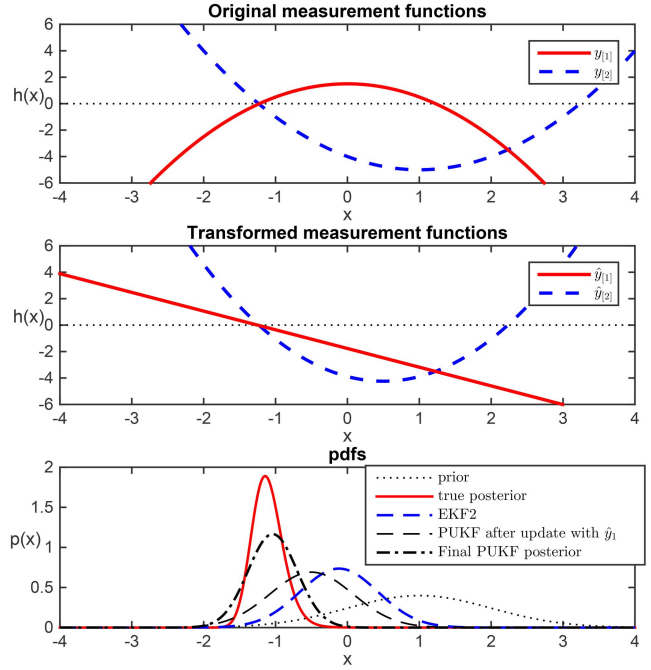 Original measurement functions
6
4
2
h(x) 0
-2
-4
-6
y[1]
y[2]
-4 -3 -2 -1 0 1 2 3 4
x
Transformed measurement functions
6
4
2
h(x) 0
-2
-4
-6
ŷ[1]
ŷ[2]
-4 -3 -2 -1 0 1 2 3 4
x
pdfs
2
1.5
p(x) 1
0.5
0
prior
true posterior
EKF2
PUKF after update with ŷ1
Final PUKF posterior
-4 -3 -2 -1 0 1 2 3 4
x